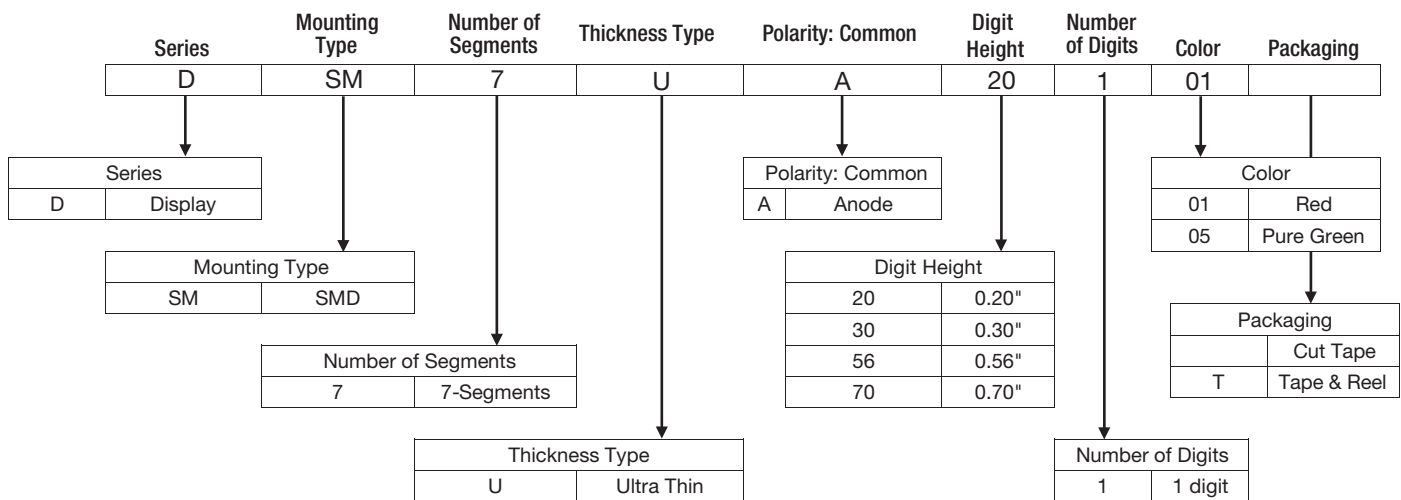 Series
Mounting
Type
Number of
Segments
Thickness Type
Polarity: Common
Digit
Height
Number
of Digits
Color
Packaging
D SM 7 U A 20 1 01
Series
D Display
Mounting Type
SM SMD
Number of Segments
7 7-Segments
Thickness Type
U Ultra Thin
Polarity: Common
A Anode
Digit Height
20 0.20"
30 0.30"
56 0.56"
70 0.70"
Number of Digits
1 1 digit
Color
01 Red
05 Pure Green
Packaging
Cut Tape
T Tape & Reel